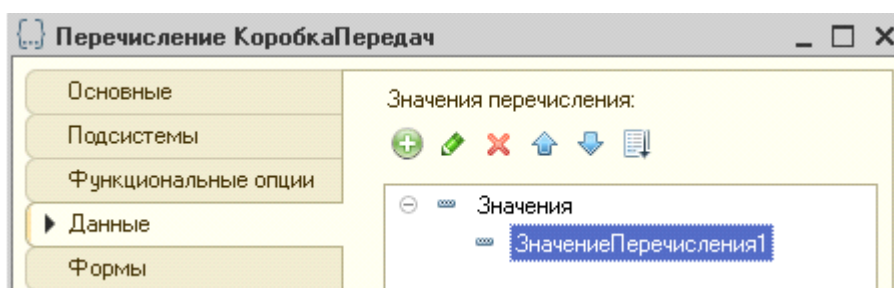 Перечисление КоробкаПередач
Основные
Подсистемы
Функциональные опции
Данные
Формы
Значения перечисления:
Значения
ЗначениеПеречисления1